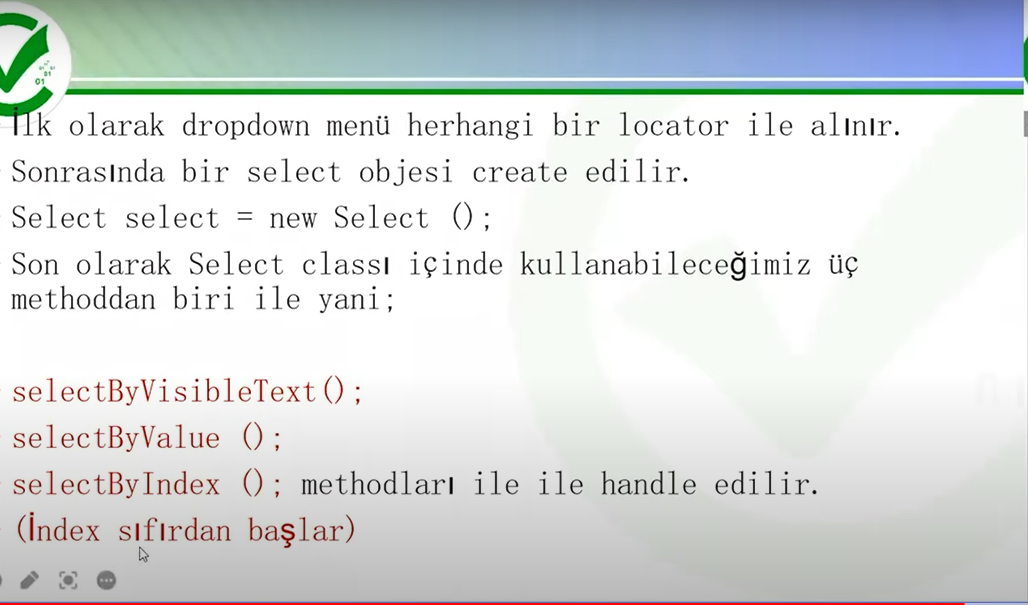 İlk olarak dropdown menü herhangi bir locator ile alınır.
Sonrasında bir select objesi create edilir.
Select select = new Select ();
Son olarak Select classı içinde kullanabileceğimiz üç
methoddan biri ile yani;
selectByVisibleText();
selectByValue ();
selectByIndex (); methodları ile ile handle edilir.
(İndex sıfırdan başlar)